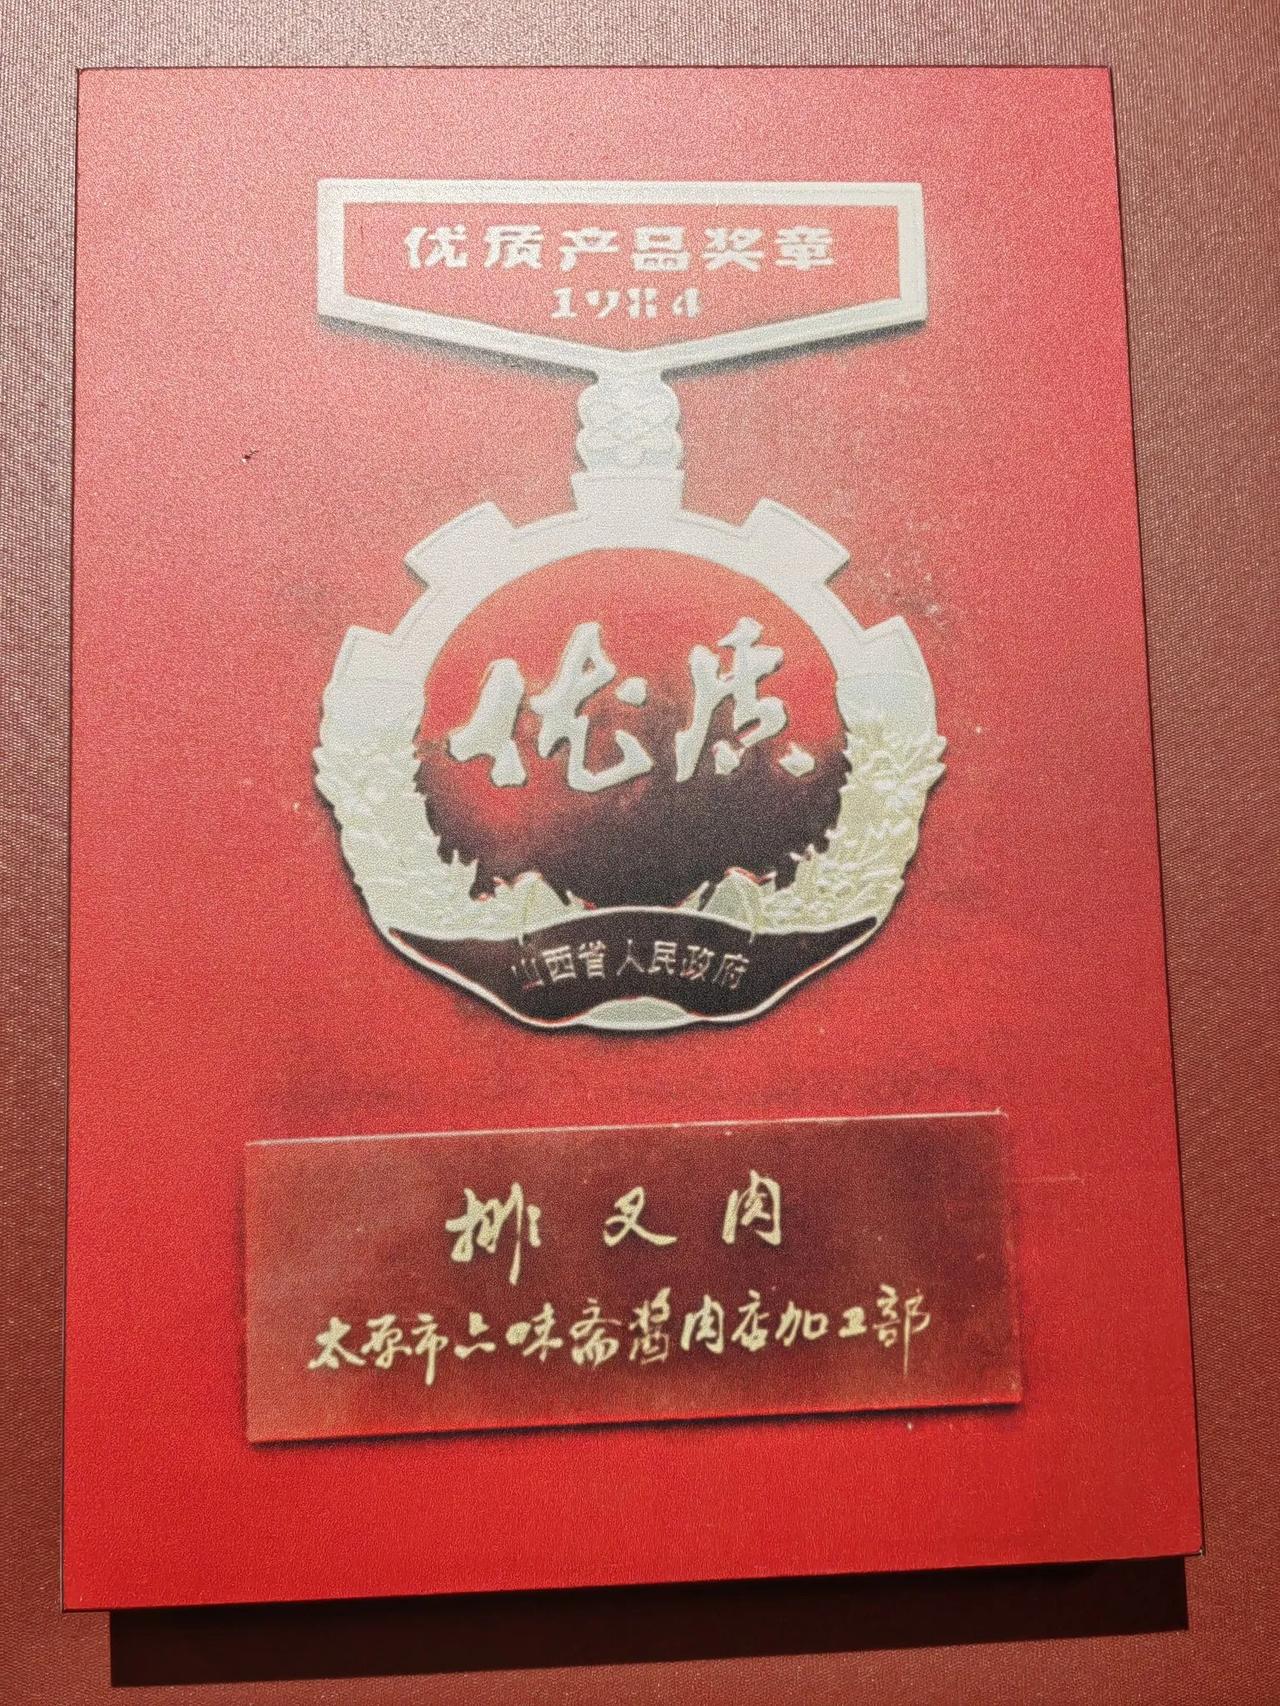 优质产品奖章
1984
优质
山西省人民政府
排叉肉
太原市六味斋酱肉店加工部